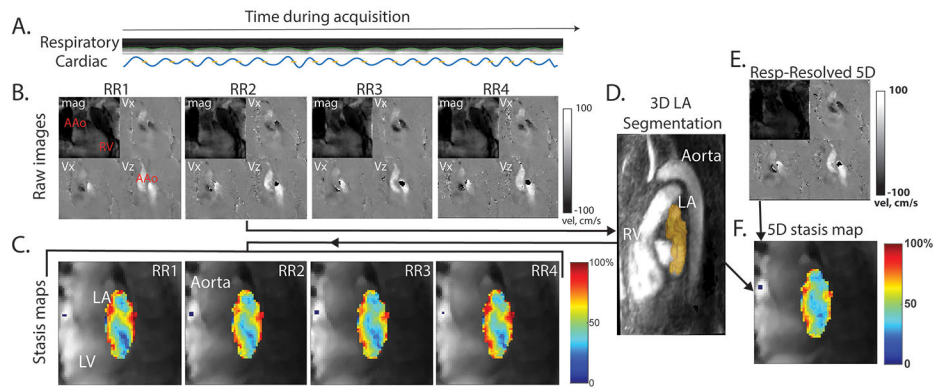 Time during acquisition
A.
Respiratory
Cardiac
B.
RR1
RR2
RR3
RR4
Raw images
mag
Vx
AAo
RV
Vx
Vz
AAo
mag
Vx
Vx
Vz
mag
Vx
Vx
Vz
mag
Vx
Vx
Vz
100
-100
vel, cm/s
D.
3D LA
Segmentation
Aorta
LA
RV
E.
Resp-Resolved 5D
100
-100
vel, cm/s
C.
Stasis maps
RR1
LA
LV
RR2
Aorta
RR3
RR4
100%
50
0
F.
5D stasis map
100%
50
0